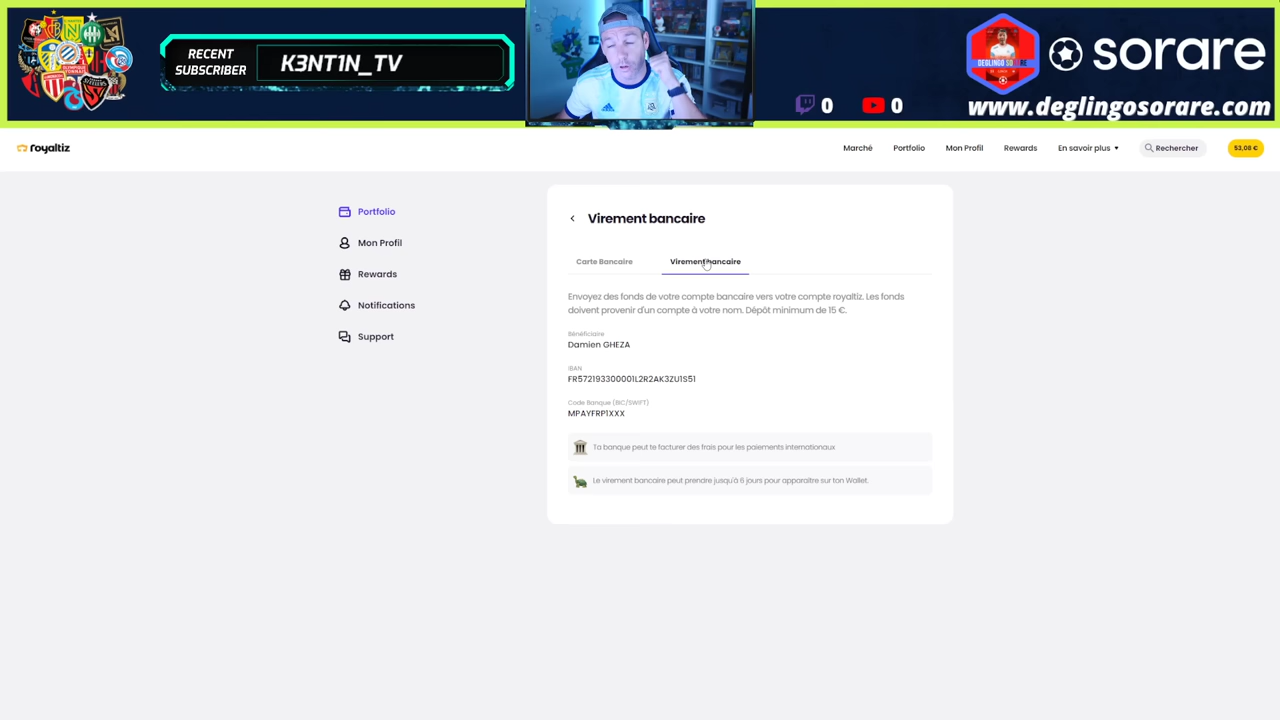 RECENT
SUBSCRIBER
K3NT1N_TV
0
0
sorare
www.deglingosorare.com
royaltiz
Marché
Portfolio
Mon Profil
Rewards
En savoir plus
Rechercher
53,08 €
Portfolio
Mon Profil
Rewards
Notifications
Support
Virement bancaire
Carte Bancaire
Virement bancaire
Envoyez des fonds de votre compte bancaire vers votre compte royaltiz. Les fonds
doivent provenir d'un compte à votre nom. Dépôt minimum de 15 €.
Bénéficiaire
Damien GHEZA
IBAN
FR572193300001L2R2AK3ZU1S51
Code Banque (BIC/SWIFT)
MPAYFRP1XXX
Ta banque peut te facturer des frais pour les paiements internationaux
Le virement bancaire peut prendre jusqu'à 6 jours pour apparaître sur ton Wallet.